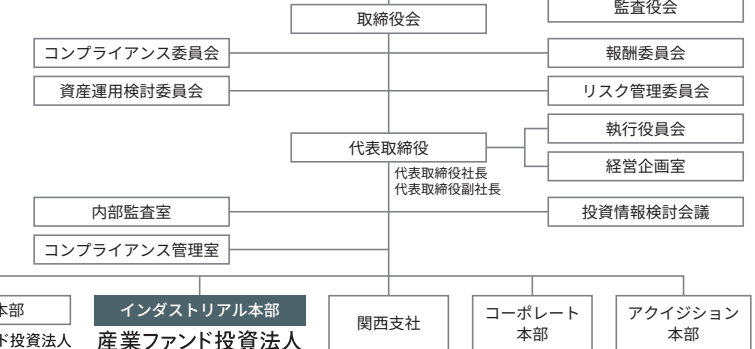 取締役会
監査役会
コンプライアンス委員会
報酬委員会
資産運用検討委員会
リスク管理委員会
代表取締役
執行役員会
経営企画室
代表取締役社長
代表取締役副社長
内部監査室
投資情報検討会議
コンプライアンス管理室
本部
ド投資法人
インダストリアル本部
産業ファンド投資法人
関西支社
コーポレート
本部
アクイジション
本部